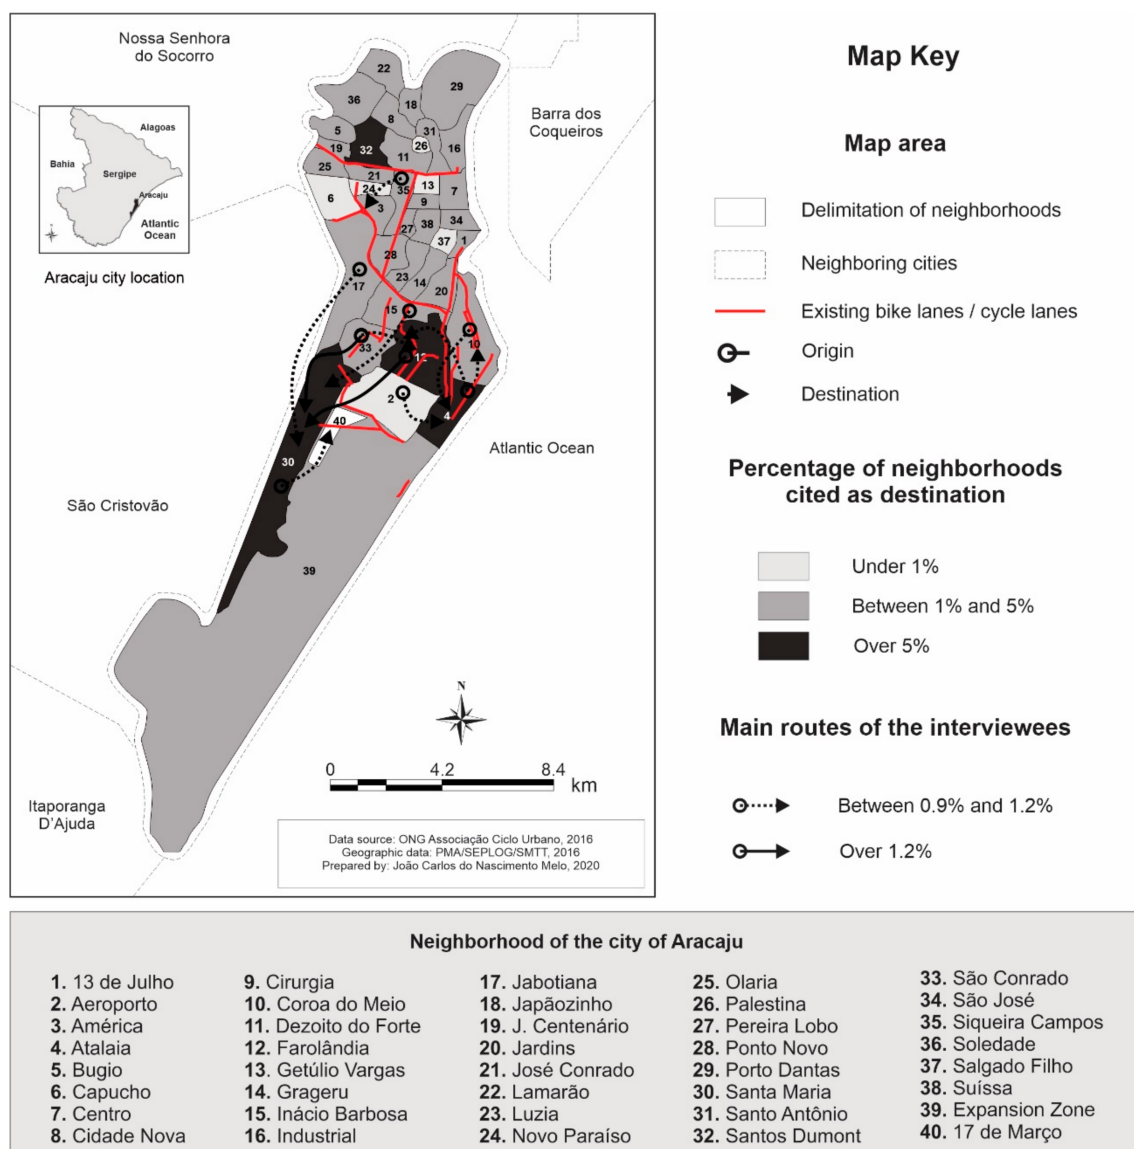 Nossa Senhora
do Socorro
Barra dos
Coqueiros
Alagoas
Bahia
Sergipe
Aracaju
Atlantic
Ocean
Aracaju city location
22
29
36
18
8
5
31
26
19
32
11
16
25
21
24
35
13
7
6
3
9
27
38
34
37
1
28
17
23
14
20
15
10
33
12
2
4
40
30
39
Atlantic Ocean
São Cristovão
Itaporanga
D'Ajuda
N
0 4.2 8.4
km
Data source: ONG Associação Ciclo Urbano, 2016
Geographic data: PMA/SEPLOG/SMTT, 2016
Prepared by: João Carlos do Nascimento Melo, 2020
Map Key
Map area
Delimitation of neighborhoods
Neighboring cities
Existing bike lanes / cycle lanes
Origin
Destination
Percentage of neighborhoods
cited as destination
Under 1%
Between 1% and 5%
Over 5%
Main routes of the interviewees
Between 0.9% and 1.2%
Over 1.2%
Neighborhood of the city of Aracaju
1. 13 de Julho
2. Aeroporto
3. América
4. Atalaia
5. Bugio
6. Capucho
7. Centro
8. Cidade Nova
9. Cirurgia
10. Coroa do Meio
11. Dezoito do Forte
12. Farolândia
13. Getúlio Vargas
14. Grageru
15. Inácio Barbosa
16. Industrial
17. Jabotiana
18. Japãozinho
19. J. Centenário
20. Jardins
21. José Conrado
22. Lamarão
23. Luzia
24. Novo Paraíso
25. Olaria
26. Palestina
27. Pereira Lobo
28. Ponto Novo
29. Porto Dantas
30. Santa Maria
31. Santo Antônio
32. Santos Dumont
33. São Conrado
34. São José
35. Siqueira Campos
36. Soledade
37. Salgado Filho
38. Suíssa
39. Expansion Zone
40. 17 de Março